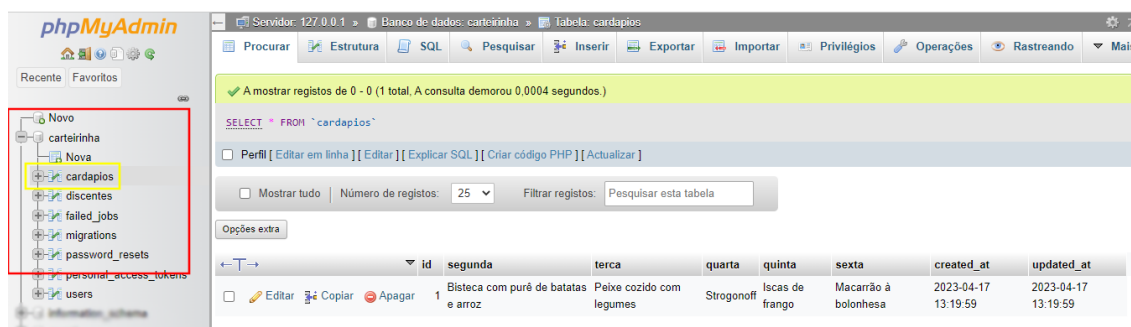 phpMyAdmin
Recente Favoritos
Novo
carteirinha
Nova
cardapios
discentes
failed_jobs
migrations
password_resets
personal_access_tokens
users
Servidor: 127.0.0.1 » Banco de dados: carteirinha » Tabela: cardapios
Procurar Estrutura SQL Pesquisar Inserir Exportar Importar Privilégios Operações Rastreando Mai
A mostrar registos de 0 - 0 (1 total, A consulta demorou 0,0004 segundos.)
SELECT * FROM `cardapios`
Perfil [ Editar em linha ] [ Editar ] [ Explicar SQL ] [ Criar código PHP ] [ Actualizar ]
Mostrar tudo | Número de registos: 25 Filtrar registos: Pesquisar esta tabela
Opções extra
←T→ id segunda terca quarta quinta sexta created_at updated_at
Editar Copiar Apagar 1 Bisteca com purê de batatas e arroz Peixe cozido com legumes Strogonoff Iscas de frango Macarrão à bolonhesa 2023-04-17 13:19:59 2023-04-17 13:19:59